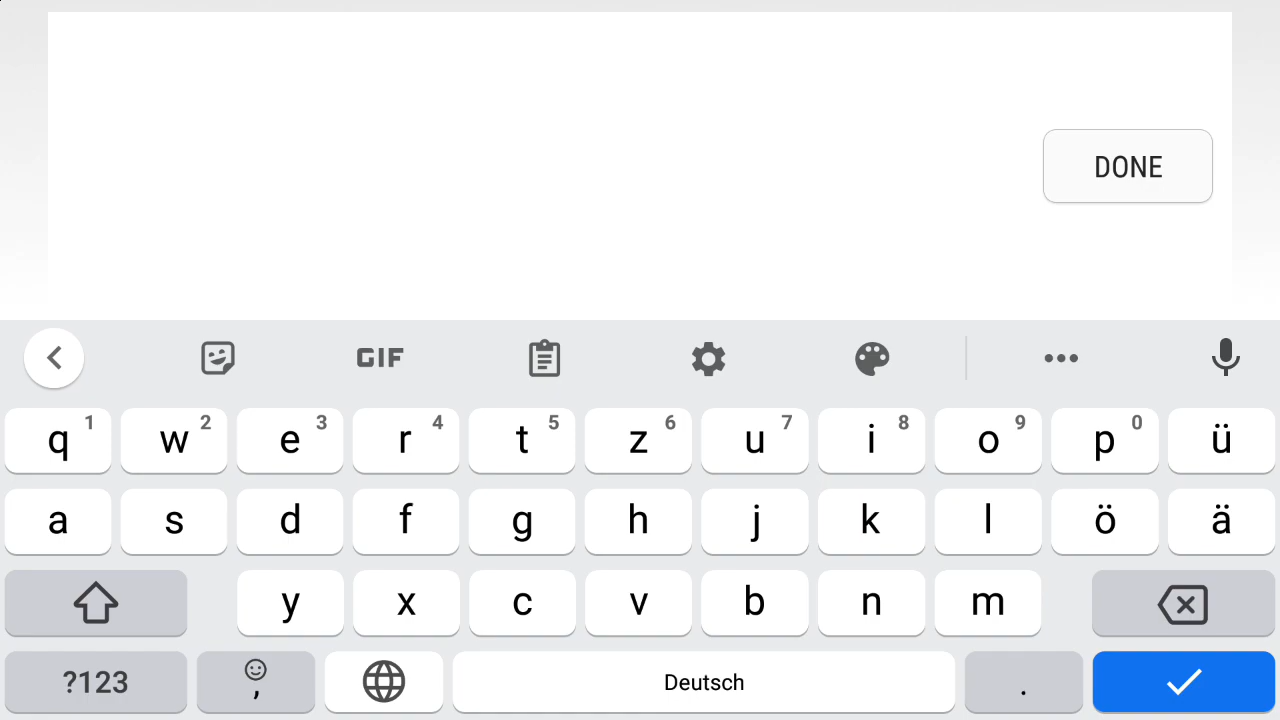 DONE
GIF
q 1 w 2 e 3 r 4 t 5 z 6 u 7 i 8 o 9 p 0 ü
a s d f g h j k l ö ä
y x c v b n m
?123 , Deutsch .